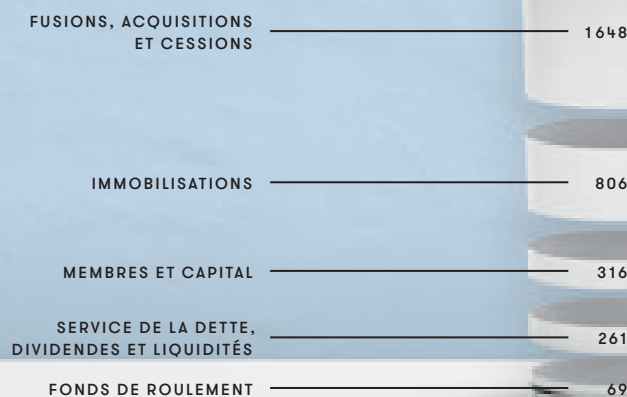 FUSIONS, ACQUISITIONS
ET CESSIONS
1648
IMMOBILISATIONS
806
MEMBRES ET CAPITAL
316
SERVICE DE LA DETTE,
DIVIDENDES ET LIQUIDITÉS
261
FONDS DE ROULEMENT
69